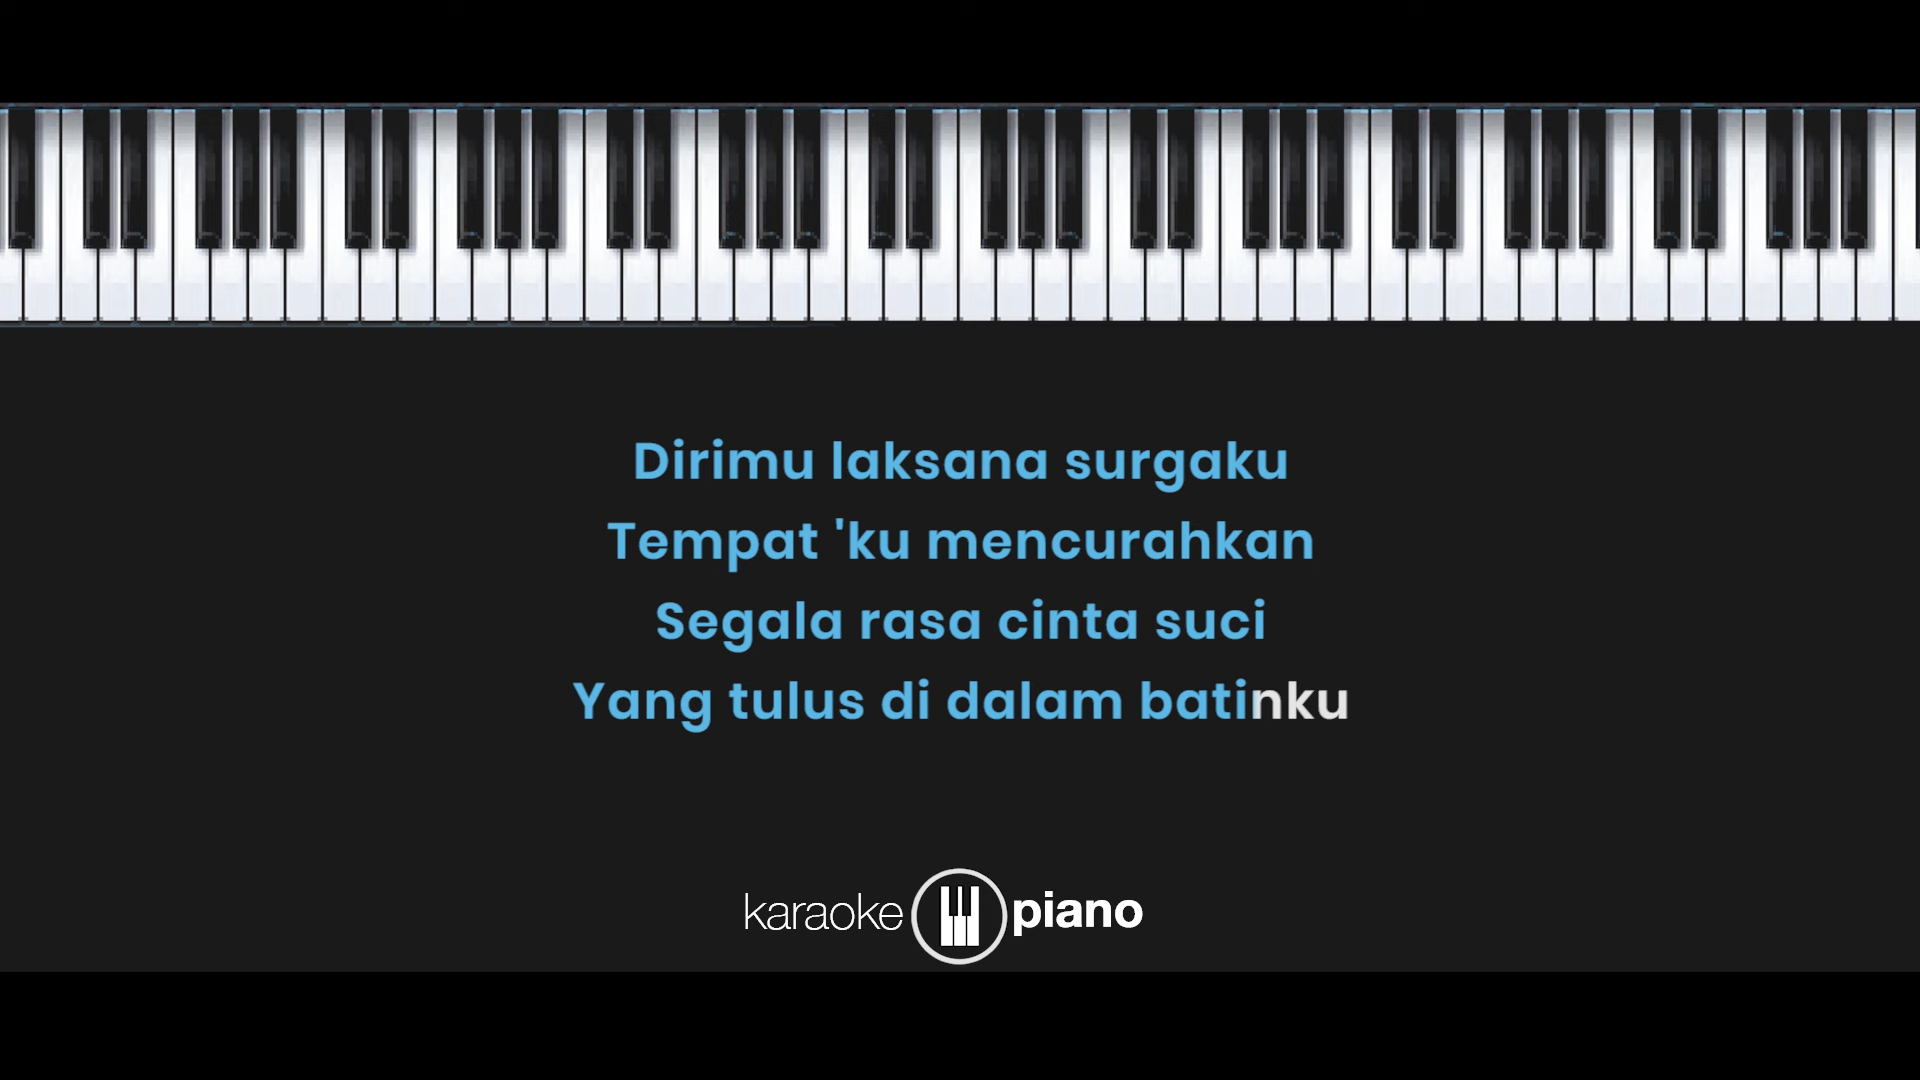 Dirimu laksana surgaku
Tempat 'ku mencurahkan
Segala rasa cinta suci
Yang tulus di dalam batinku
karaoke piano